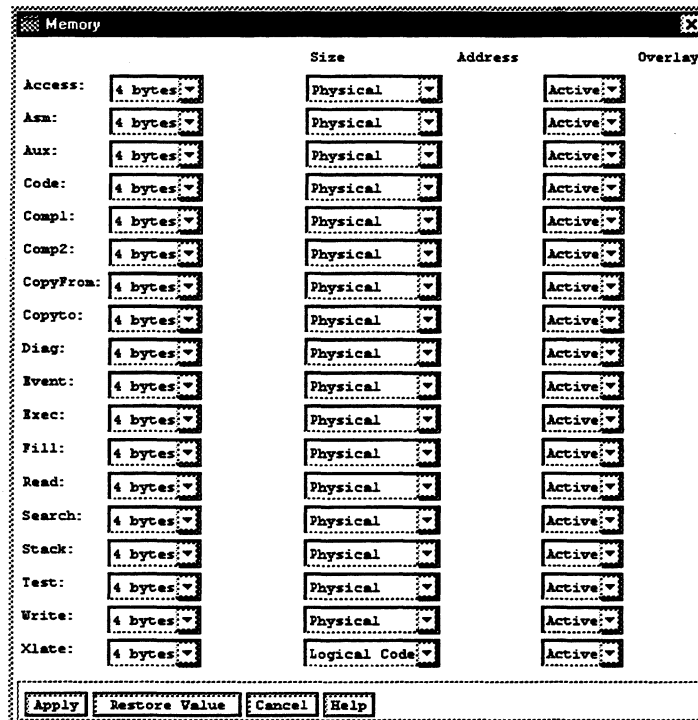 Memory
Size Address Overlay
Access: 4 bytes Physical Active
Asm: 4 bytes Physical Active
Aux: 4 bytes Physical Active
Code: 4 bytes Physical Active
Comp1: 4 bytes Physical Active
Comp2: 4 bytes Physical Active
CopyFrom: 4 bytes Physical Active
Copyto: 4 bytes Physical Active
Diag: 4 bytes Physical Active
Event: 4 bytes Physical Active
Exec: 4 bytes Physical Active
Fill: 4 bytes Physical Active
Read: 4 bytes Physical Active
Search: 4 bytes Physical Active
Stack: 4 bytes Physical Active
Test: 4 bytes Physical Active
Write: 4 bytes Physical Active
Xlate: 4 bytes Logical Code Active
Apply Restore Value Cancel Help